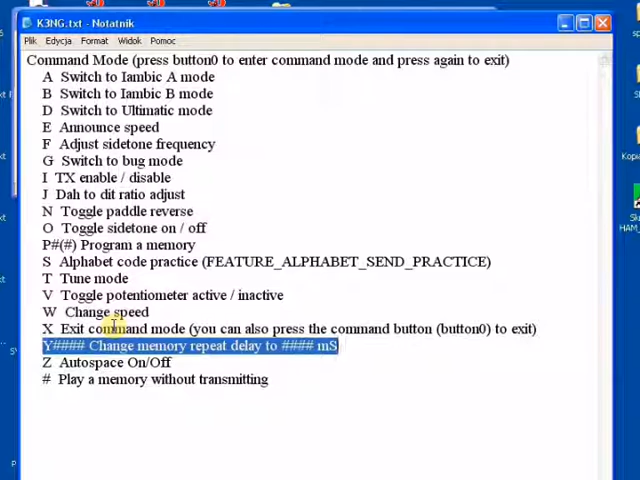 K3NG.txt - Notatnik
Plik Edycja Format Widok Pomoc
Command Mode (press button0 to enter command mode and press again to exit)
A Switch to Iambic A mode
B Switch to Iambic B mode
D Switch to Ultimatic mode
E Announce speed
F Adjust sidetone frequency
G Switch to bug mode
I TX enable / disable
J Dah to dit ratio adjust
N Toggle paddle reverse
O Toggle sidetone on / off
P#(#) Program a memory
S Alphabet code practice (FEATURE_ALPHABET_SEND_PRACTICE)
T Tune mode
V Toggle potentiometer active / inactive
W Change speed
X Exit command mode (you can also press the command button (button0) to exit)
Y#### Change memory repeat delay to #### mS
Z Autospace On/Off
# Play a memory without transmitting
Kopia
HAM_